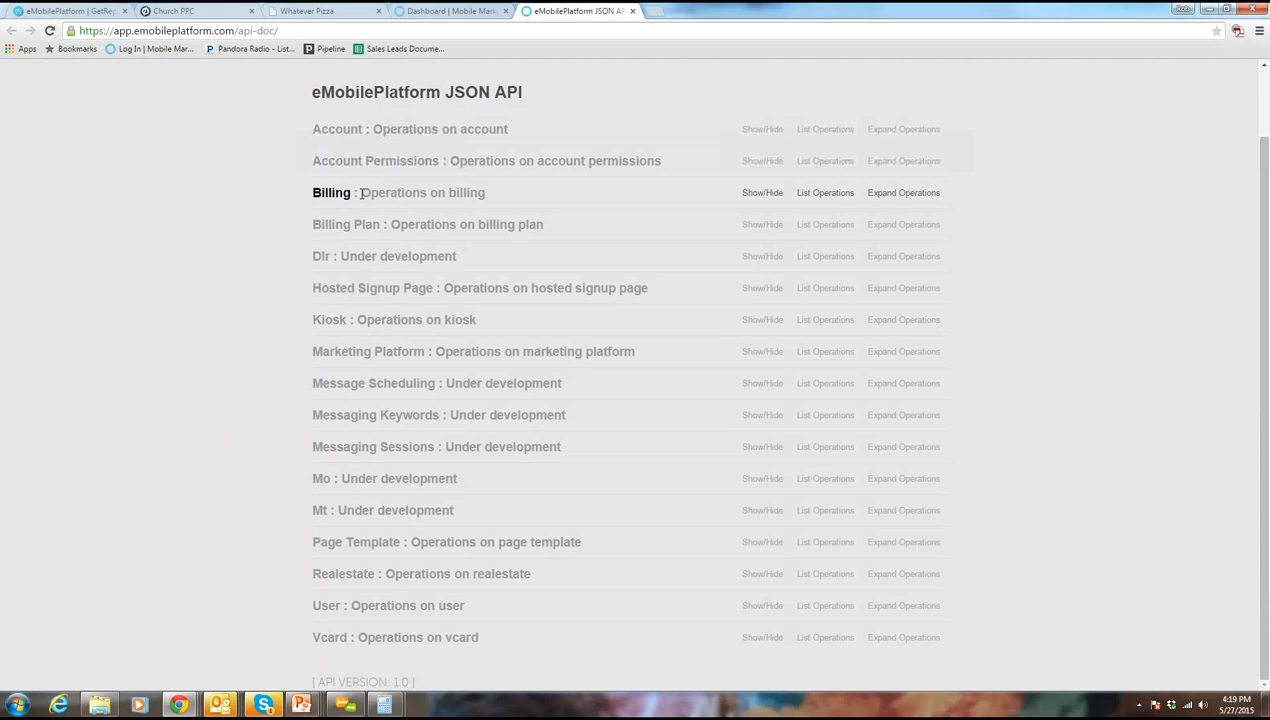 eMobilePlatform | GetRe
Church PPC
Whatever Pizza
Dashboard | Mobile Mark
eMobilePlatform JSON AP
Rob
https://app.emobileplatform.com/api-doc/
Apps
Bookmarks
Log In | Mobile Mar...
Pandora Radio - List...
Pipeline
Sales Leads Docume...
eMobilePlatform JSON API
Account : Operations on account Show/Hide List Operations Expand Operations
Account Permissions : Operations on account permissions Show/Hide List Operations Expand Operations
Billing : Operations on billing Show/Hide List Operations Expand Operations
Billing Plan : Operations on billing plan Show/Hide List Operations Expand Operations
Dlr : Under development Show/Hide List Operations Expand Operations
Hosted Signup Page : Operations on hosted signup page Show/Hide List Operations Expand Operations
Kiosk : Operations on kiosk Show/Hide List Operations Expand Operations
Marketing Platform : Operations on marketing platform Show/Hide List Operations Expand Operations
Message Scheduling : Under development Show/Hide List Operations Expand Operations
Messaging Keywords : Under development Show/Hide List Operations Expand Operations
Messaging Sessions : Under development Show/Hide List Operations Expand Operations
Mo : Under development Show/Hide List Operations Expand Operations
Mt : Under development Show/Hide List Operations Expand Operations
Page Template : Operations on page template Show/Hide List Operations Expand Operations
Realestate : Operations on realestate Show/Hide List Operations Expand Operations
User : Operations on user Show/Hide List Operations Expand Operations
Vcard : Operations on vcard Show/Hide List Operations Expand Operations
[ API VERSION: 1.0 ]
4:19 PM
5/27/2015